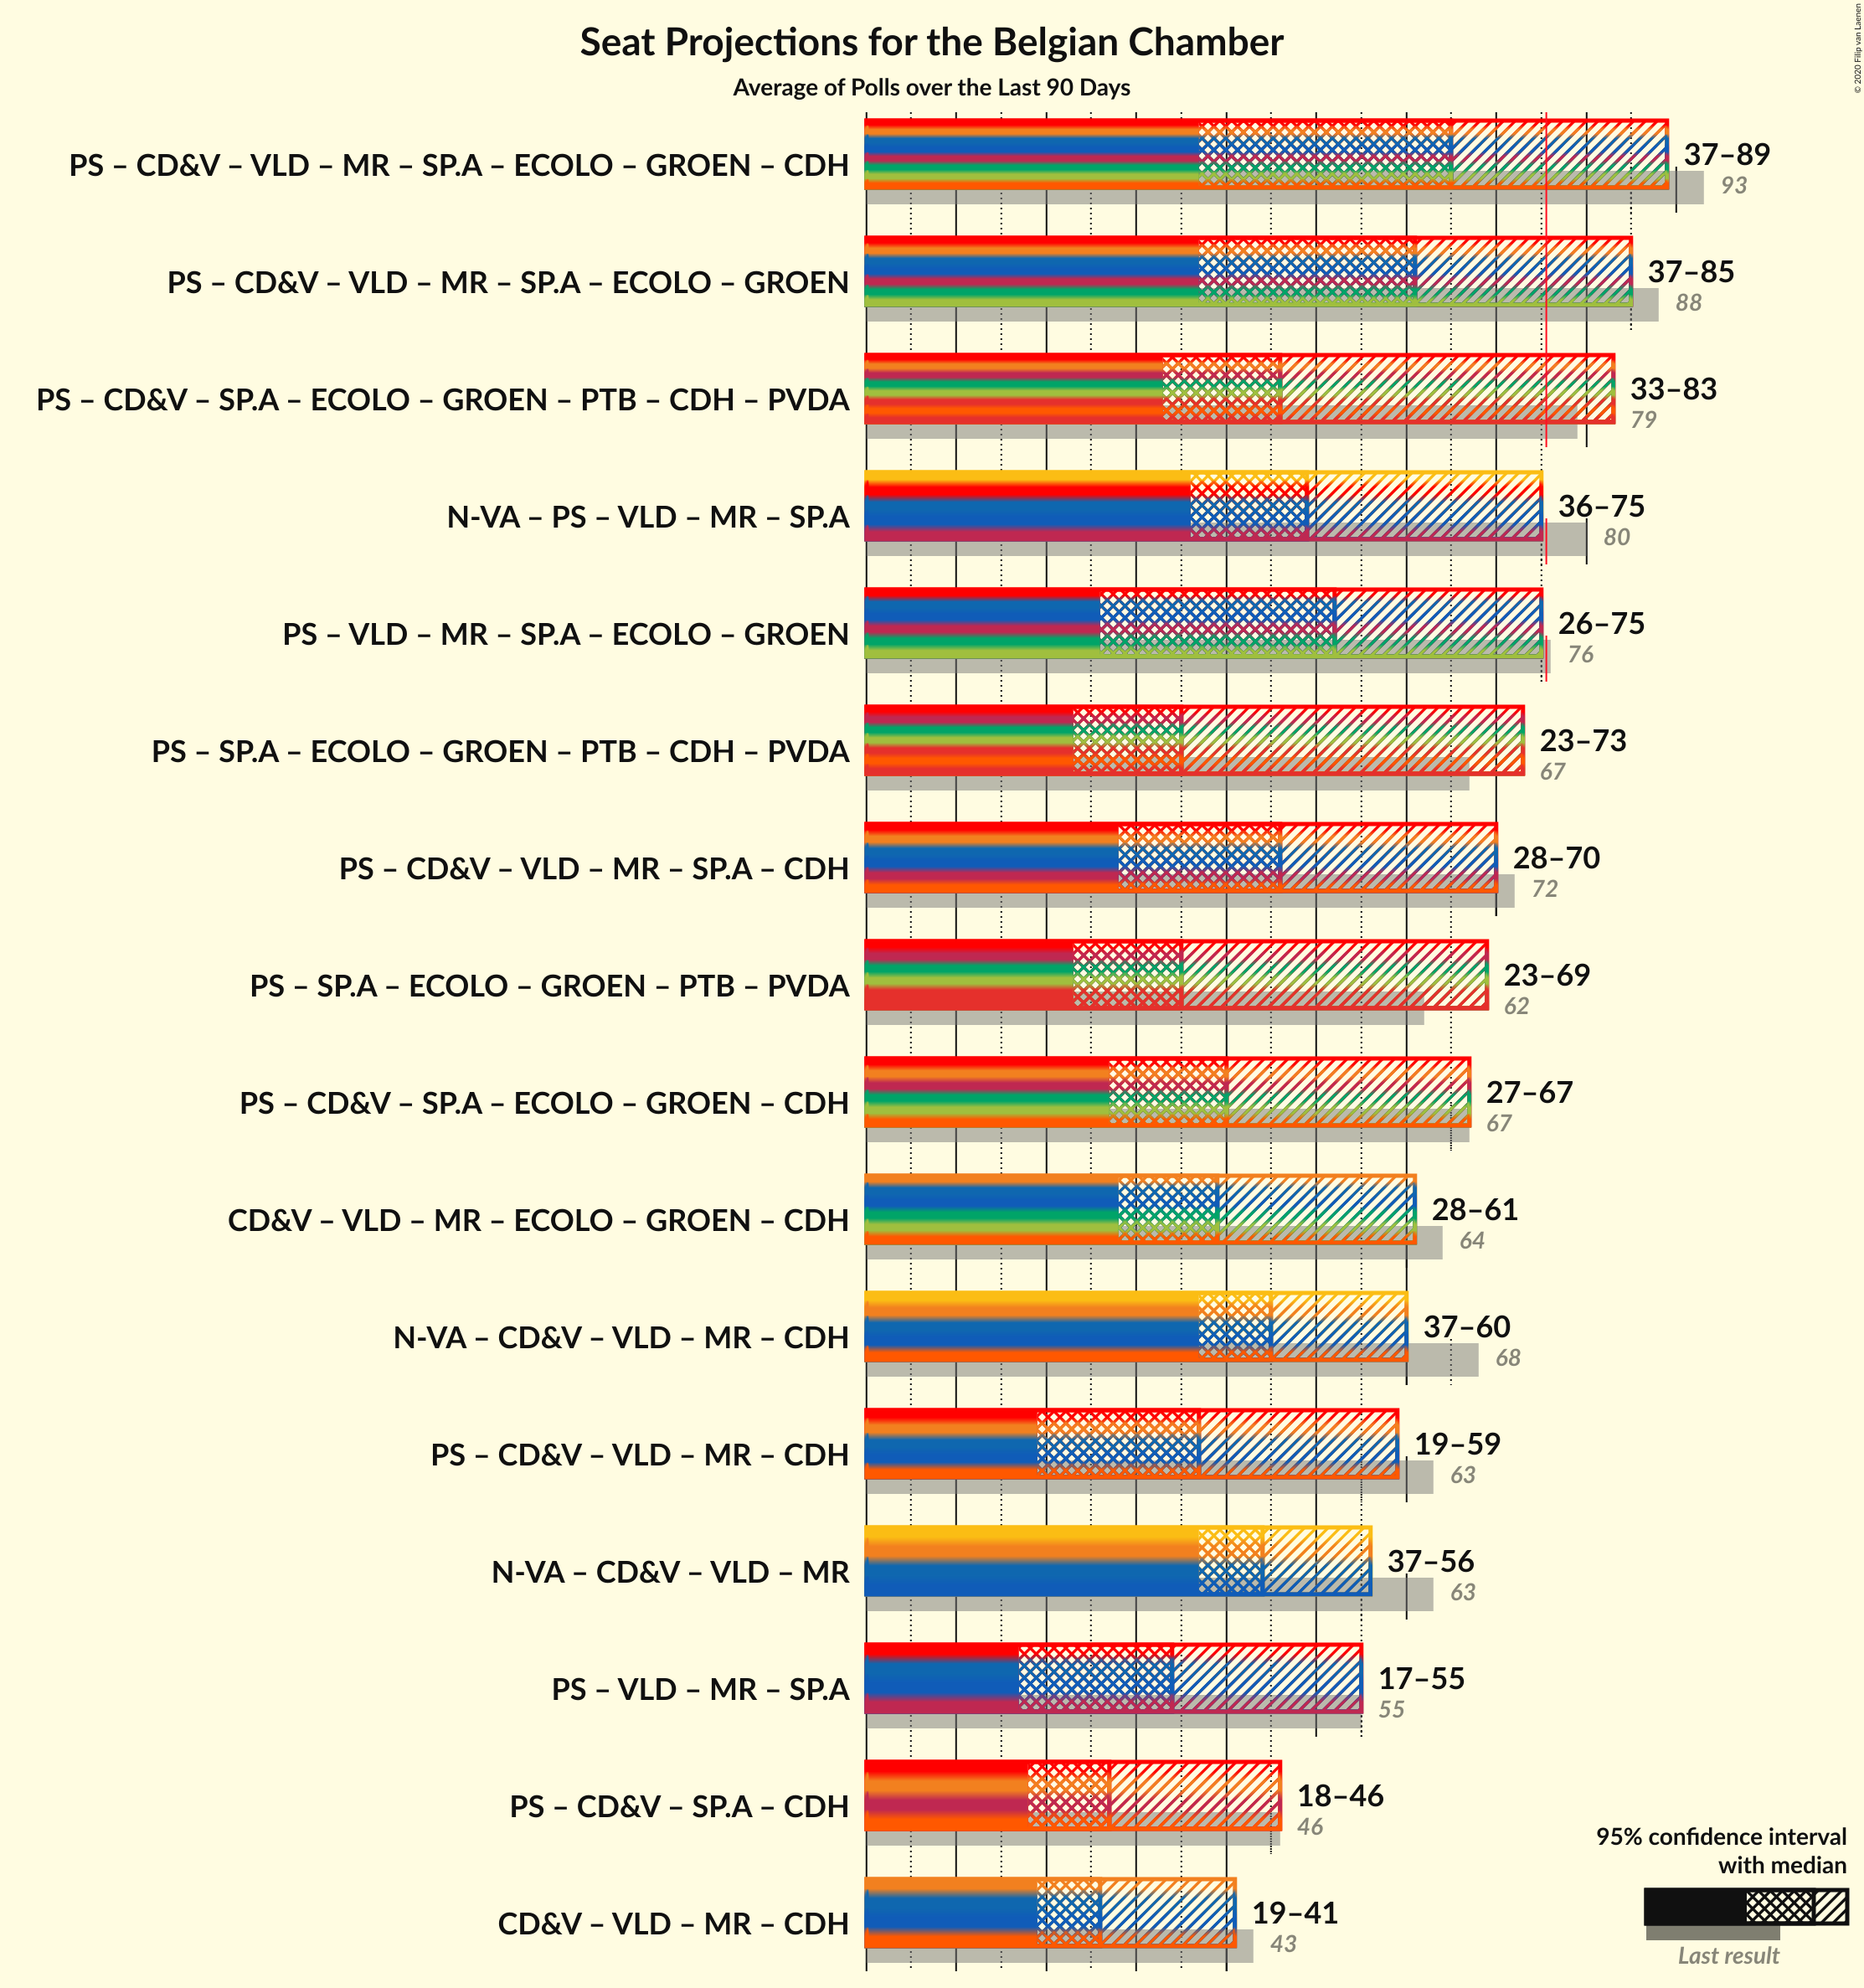 Seat Projections for the Belgian Chamber
Average of Polls over the Last 90 Days
© 2020 Filip van Laenen
PS – CD&V – VLD – MR – SP.A – ECOLO – GROEN – CDH
37–89
93
PS – CD&V – VLD – MR – SP.A – ECOLO – GROEN
37–85
88
PS – CD&V – SP.A – ECOLO – GROEN – PTB – CDH – PVDA
33–83
79
N-VA – PS – VLD – MR – SP.A
36–75
80
PS – VLD – MR – SP.A – ECOLO – GROEN
26–75
76
PS – SP.A – ECOLO – GROEN – PTB – CDH – PVDA
23–73
67
PS – CD&V – VLD – MR – SP.A – CDH
28–70
72
PS – SP.A – ECOLO – GROEN – PTB – PVDA
23–69
62
PS – CD&V – SP.A – ECOLO – GROEN – CDH
27–67
67
CD&V – VLD – MR – ECOLO – GROEN – CDH
28–61
64
N-VA – CD&V – VLD – MR – CDH
37–60
68
PS – CD&V – VLD – MR – CDH
19–59
63
N-VA – CD&V – VLD – MR
37–56
63
PS – VLD – MR – SP.A
17–55
55
PS – CD&V – SP.A – CDH
18–46
46
CD&V – VLD – MR – CDH
19–41
43
95% confidence interval
with median
Last result